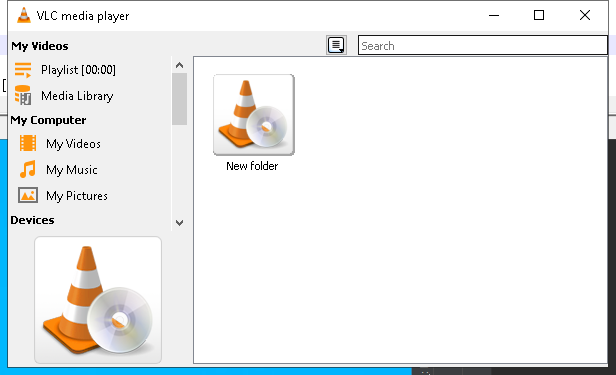 VLC media player
My Videos
Search
Playlist [00:00]
Media Library
My Computer
My Videos
My Music
My Pictures
Devices
New folder